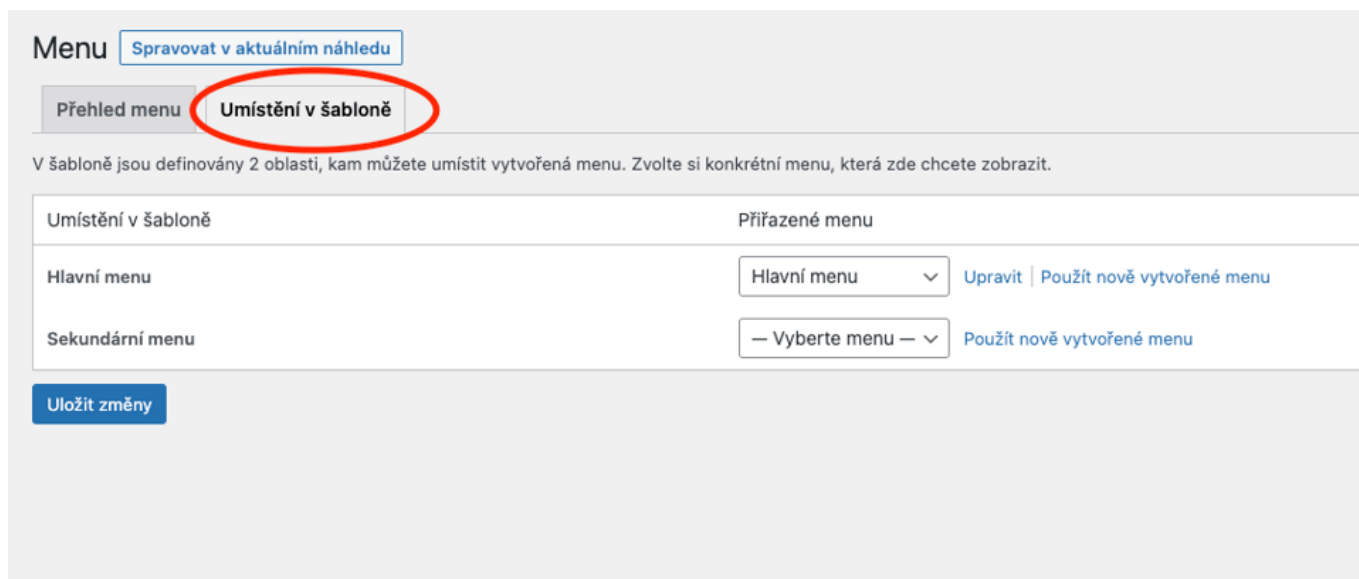 Menu Spravovat v aktuálním náhledu
Přehled menu Umístění v šabloně
V šabloně jsou definovány 2 oblasti, kam můžete umístit vytvořená menu. Zvolte si konkrétní menu, která zde chcete zobrazit.
Umístění v šabloně Přiřazené menu
Hlavní menu Hlavní menu Upravit | Použít nově vytvořené menu
Sekundární menu — Vyberte menu — Použít nově vytvořené menu
Uložit změny